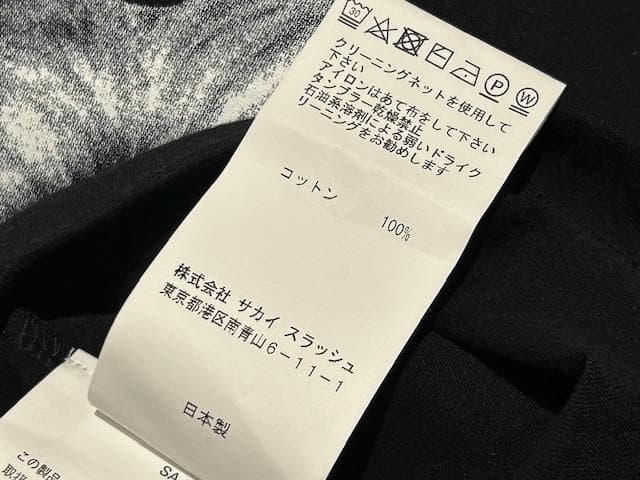 30
P
W
クリーニングネットを使用して
下さい
アイロンはあて布をして下さい
タンブラー乾燥禁止
石油系溶剤による弱いドライク
リーニングをお勧めします
コットン 100%
株式会社 サカイ スラッシュ
東京都港区南青山6-11-1
日本製
この製品
取扱
SA